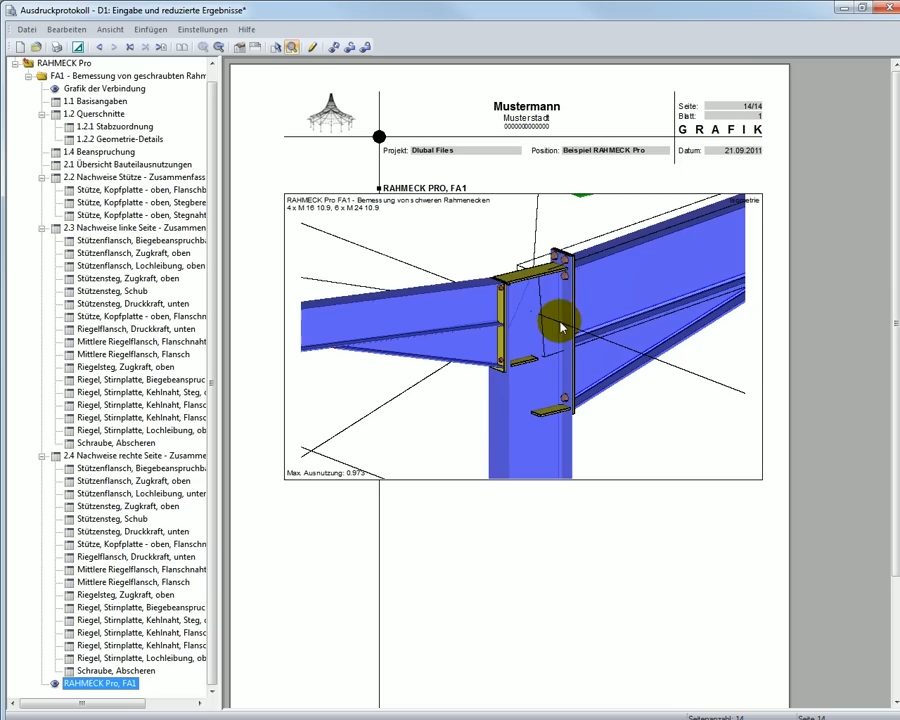 Ausdruckprotokoll - D1: Eingabe und reduzierte Ergebnisse*
Datei Bearbeiten Ansicht Einfügen Einstellungen Hilfe
RAHMECK Pro
FA1 - Bemessung von geschraubten Rahm
Grafik der Verbindung
1.1 Basisangaben
1.2 Querschnitte
1.2.1 Stabzuordnung
1.2.2 Geometrie-Details
1.4 Beanspruchung
2.1 Übersicht Bauteilausnutzungen
2.2 Nachweise Stütze - Zusammenfass
Stütze, Kopfplatte - oben, Flanschb
Stütze, Kopfplatte - oben, Stegbere
Stütze, Kopfplatte - oben, Stegnaht
2.3 Nachweise linke Seite - Zusammen
Stützenflansch, Biegebeanspruchb
Stützenflansch, Zugkraft, oben
Stützenflansch, Lochleibung, oben
Stützensteg, Zugkraft, oben
Stützensteg, Schub
Stützensteg, Druckkraft, unten
Stütze, Kopfplatte - oben, Flansch
Riegelflansch, Druckkraft, unten
Mittlere Riegelflansch, Flanschnaht
Mittlere Riegelflansch, Flansch
Riegelsteg, Zugkraft, oben
Riegel, Stirnplatte, Biegebeanspruc
Riegel, Stirnplatte, Kehlnaht, Steg,
Riegel, Stirnplatte, Kehlnaht, Flansc
Riegel, Stirnplatte, Kehlnaht, Flansc
Riegel, Stirnplatte, Lochleibung, ob
Schraube, Abscheren
2.4 Nachweise rechte Seite - Zusamme
Stützenflansch, Biegebeanspruchb
Stützenflansch, Zugkraft, oben
Stützenflansch, Lochleibung, unter
Stützensteg, Zugkraft, oben
Stützensteg, Schub
Stützensteg, Druckkraft, unten
Stütze, Kopfplatte - oben, Flansch
Riegelflansch, Druckkraft, unten
Mittlere Riegelflansch, Flanschnaht
Mittlere Riegelflansch, Flansch
Riegelsteg, Zugkraft, oben
Riegel, Stirnplatte, Biegebeanspruc
Riegel, Stirnplatte, Kehlnaht, Steg,
Riegel, Stirnplatte, Kehlnaht, Flansc
Riegel, Stirnplatte, Kehlnaht, Flansc
Riegel, Stirnplatte, Lochleibung, ob
Schraube, Abscheren
RAHMECK Pro, FA1
Mustermann
Musterstadt
000000000000
Seite: 14/14
Blatt: 1
GRAFIK
Projekt: Dlubal Files Position: Beispiel RAHMECK Pro Datum: 21.09.2011
RAHMECK PRO, FA1
RAHMECK Pro FA1 - Bemessung von schweren Rahmenecken
4 x M 16 10.9, 6 x M 24 10.9
Max. Ausnutzung: 0.973
Seitenanzahl: 14 Seite 14